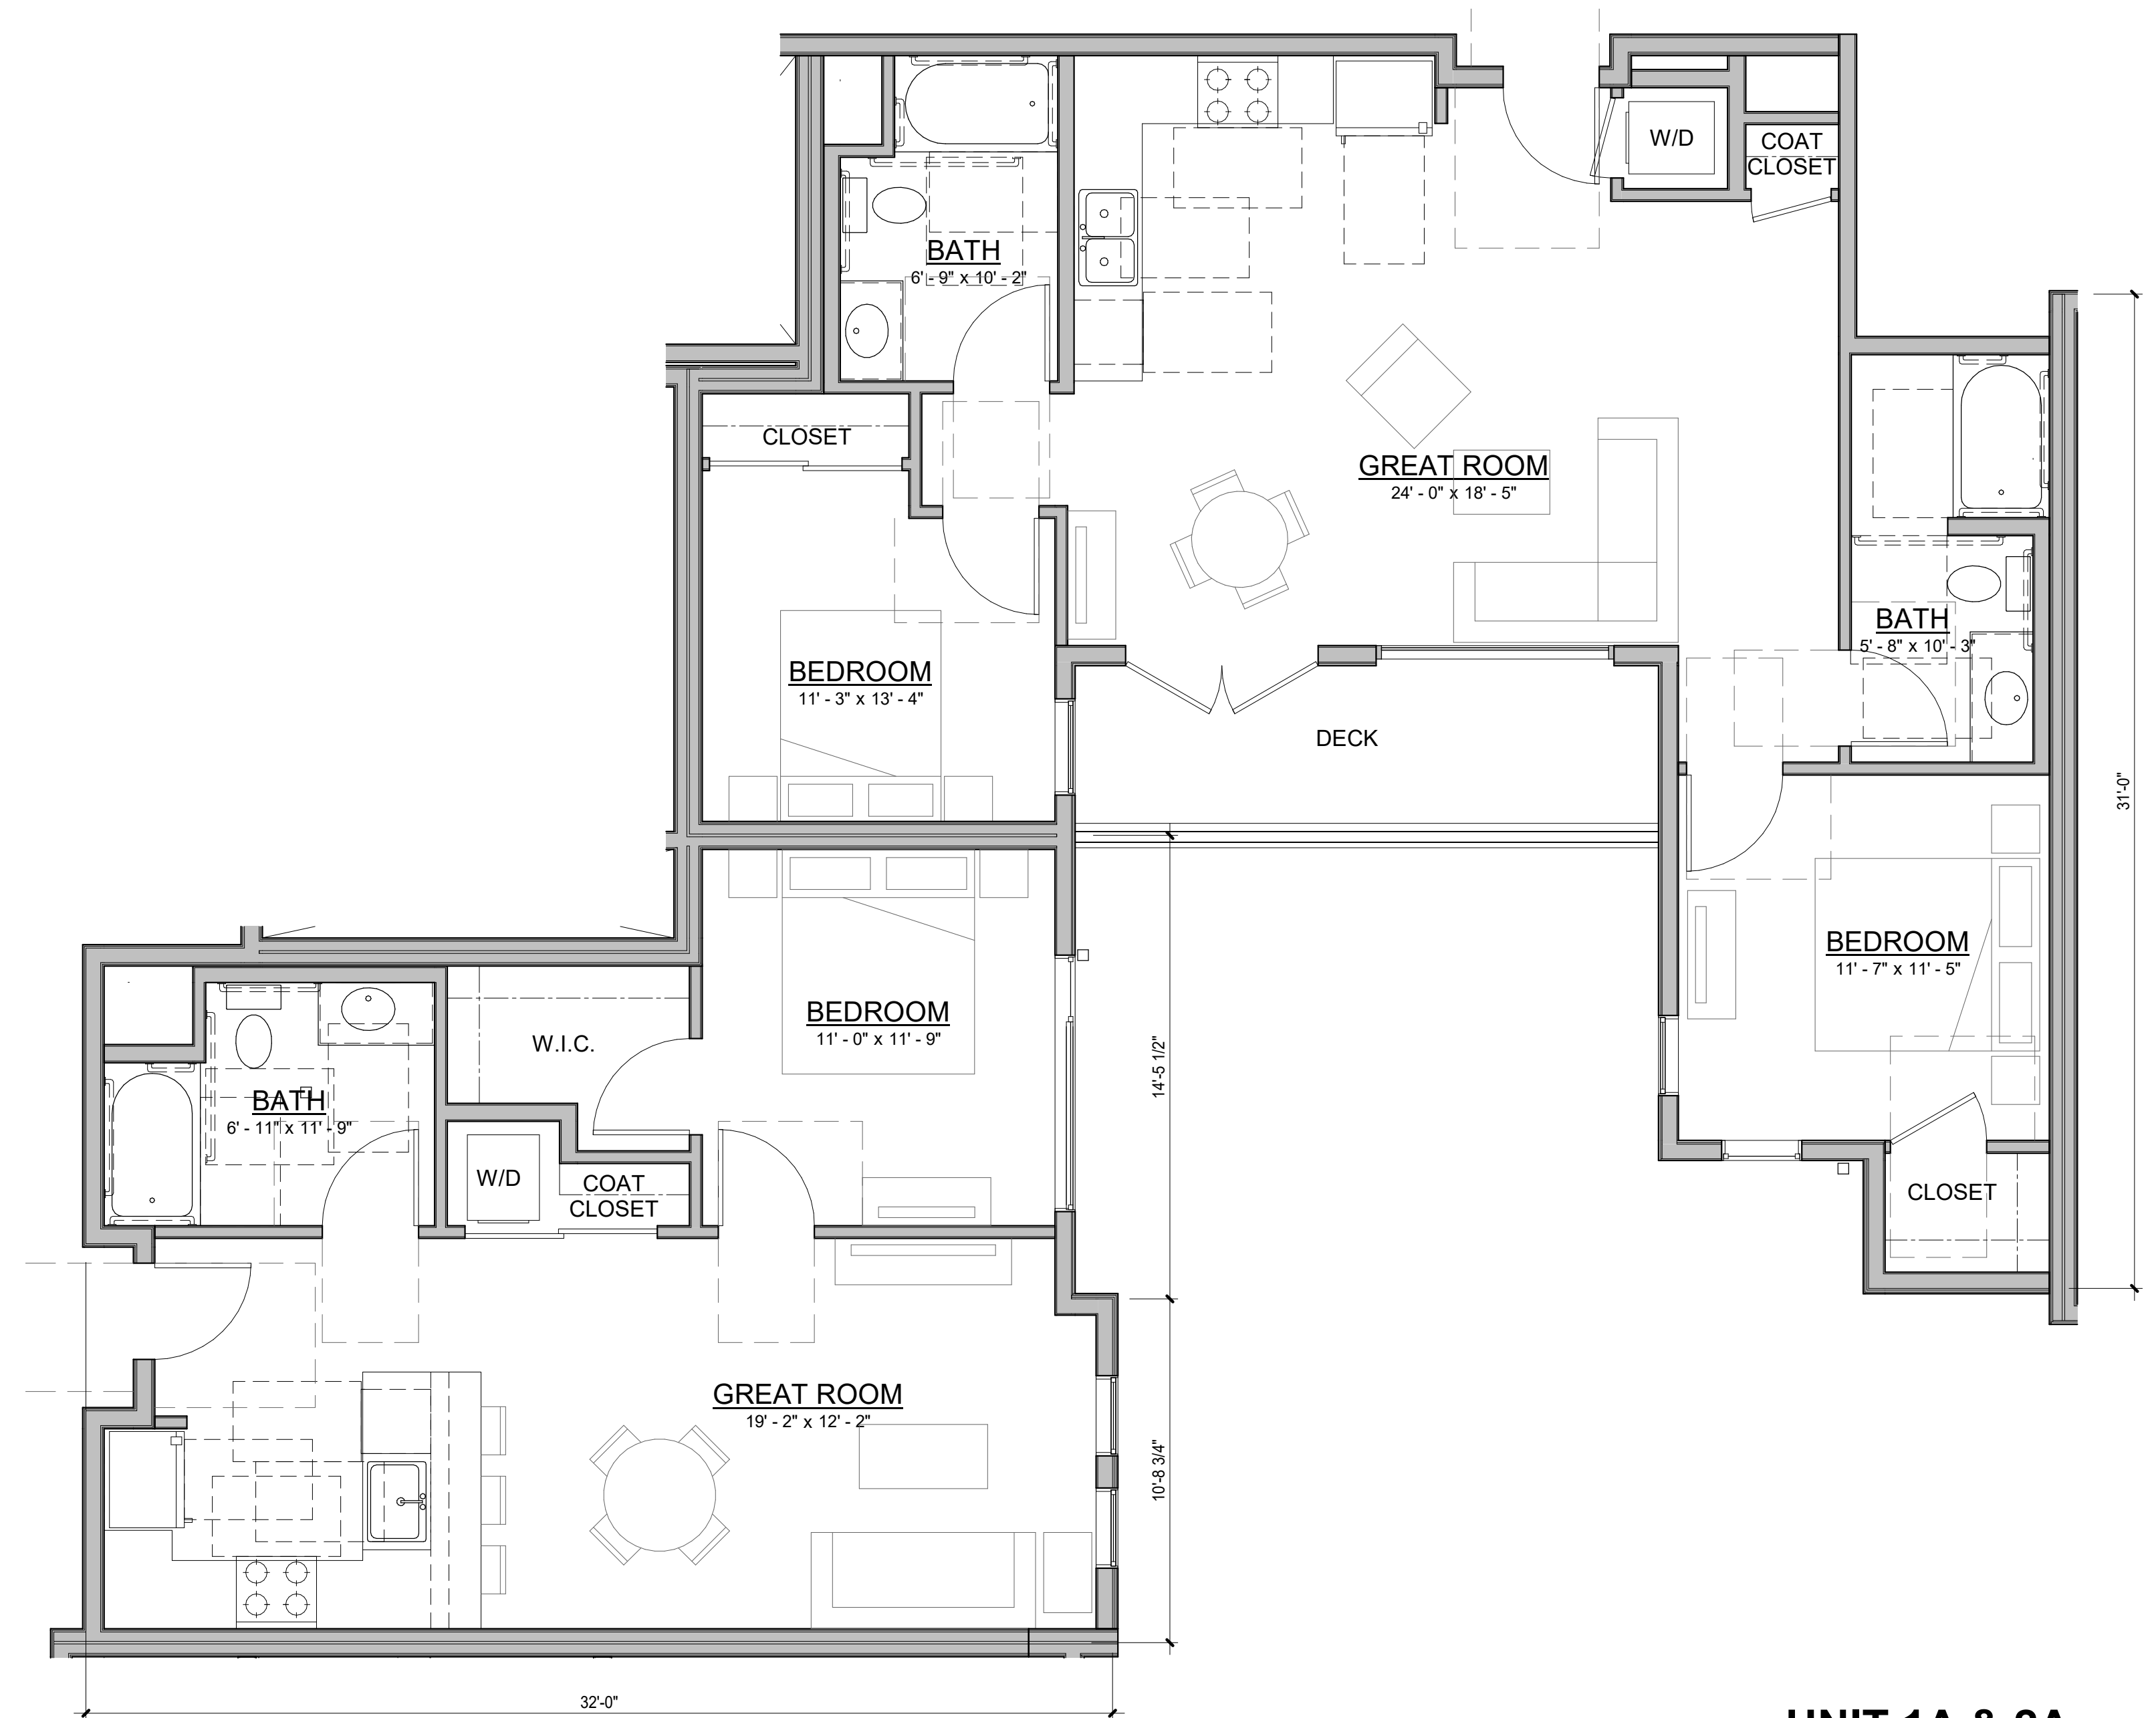 W/D
COAT
CLOSET
BATH
6' - 9" x 10' - 2"
CLOSET
GREAT ROOM
24' - 0" x 18' - 5"
BATH
5' - 8" x 10' - 3"
BEDROOM
11' - 3" x 13' - 4"
DECK
31'-0"
BEDROOM
11' - 7" x 11' - 5"
BEDROOM
11' - 0" x 11' - 9"
W.I.C.
14'-5 1/2"
BATH
6' - 11" x 11' - 9"
W/D
COAT
CLOSET
CLOSET
GREAT ROOM
19' - 2" x 12' - 2"
10'-8 3/4"
32'-0"
UNIT 1A &